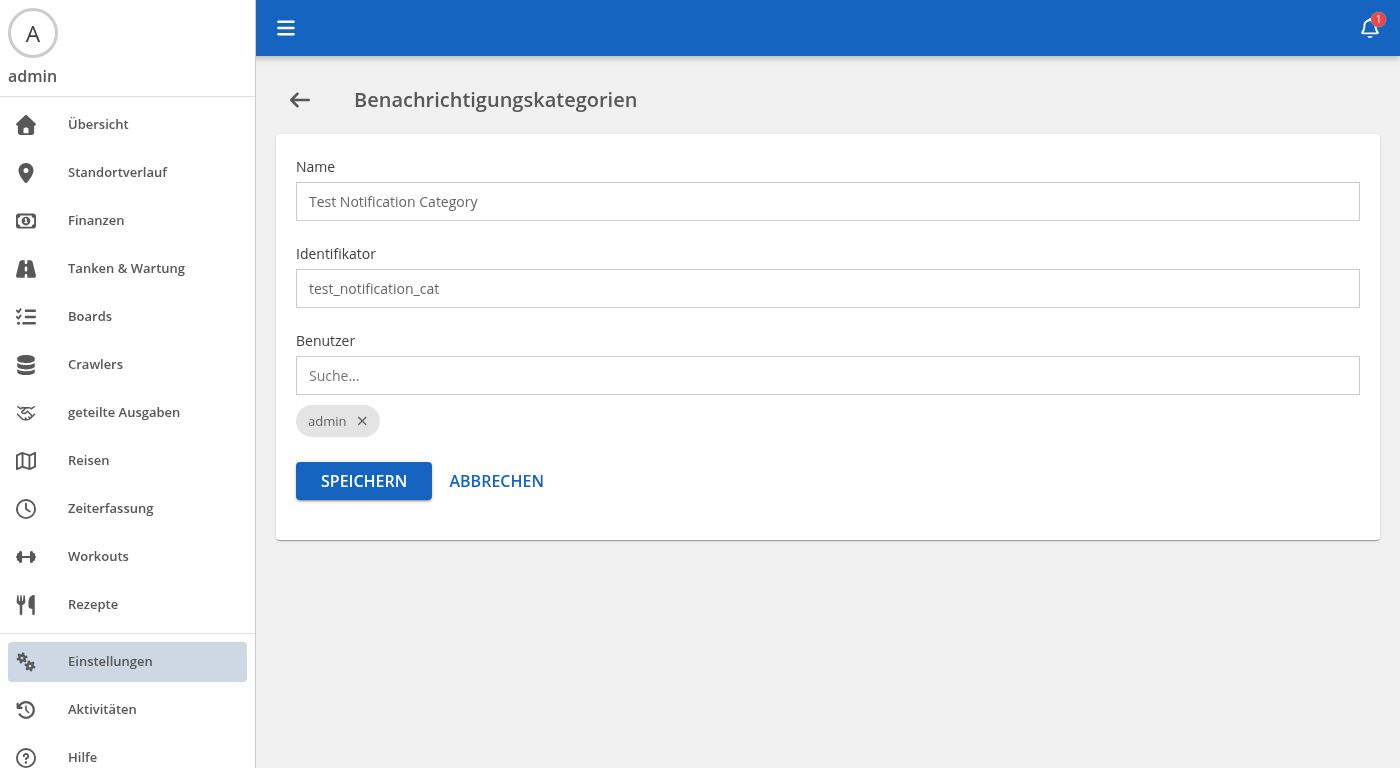 A
admin
Übersicht
Standortverlauf
Finanzen
Tanken & Wartung
Boards
Crawlers
geteilte Ausgaben
Reisen
Zeiterfassung
Workouts
Rezepte
Einstellungen
Aktivitäten
Hilfe
1
Benachrichtigungskategorien
Name
Test Notification Category
Identifikator
test_notification_cat
Benutzer
Suche...
admin
SPEICHERN ABBRECHEN